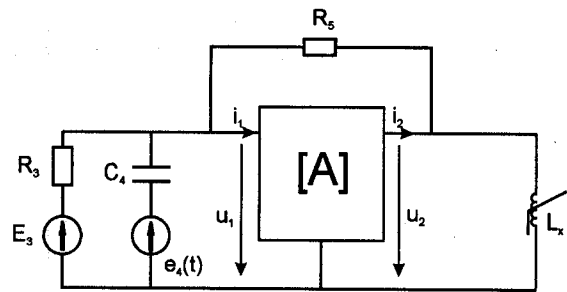 R₅
i₁
i₂
R₃
C₄
[A]
u₁
u₂
Lₓ
E₃
e₄(t)